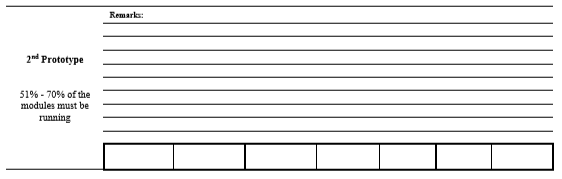 Remarks:
2nd Prototype
51% - 70% of the
modules must be
running